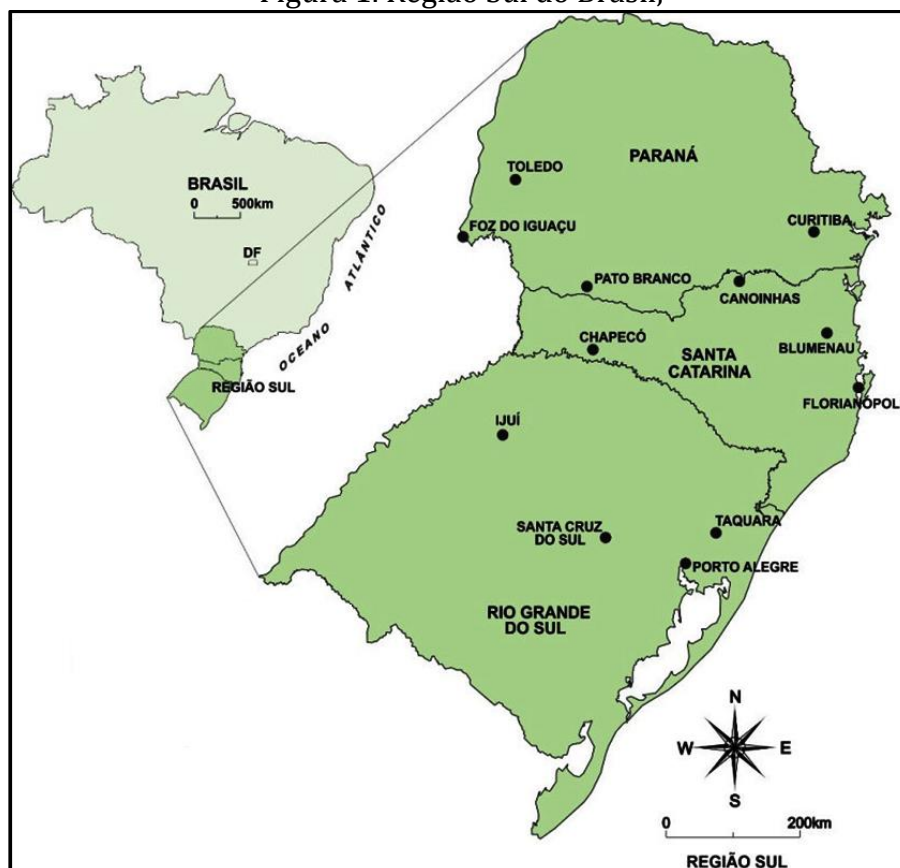 Figura 1. Região Sul do Brasil,
BRASIL
0 500km
DF
OCEANO ATLÂNTICO
REGIÃO SUL
PARANÁ
TOLEDO
FOZ DO IGUAÇU
CURITIBA
PATO BRANCO
CANOINHAS
CHAPECÓ
SANTA
CATARINA
BLUMENAU
FLORIANÓPOL
IJUÍ
SANTA CRUZ
DO SUL
TAQUARA
PORTO ALEGRE
RIO GRANDE
DO SUL
N
W E
S
0 200km
REGIÃO SUL